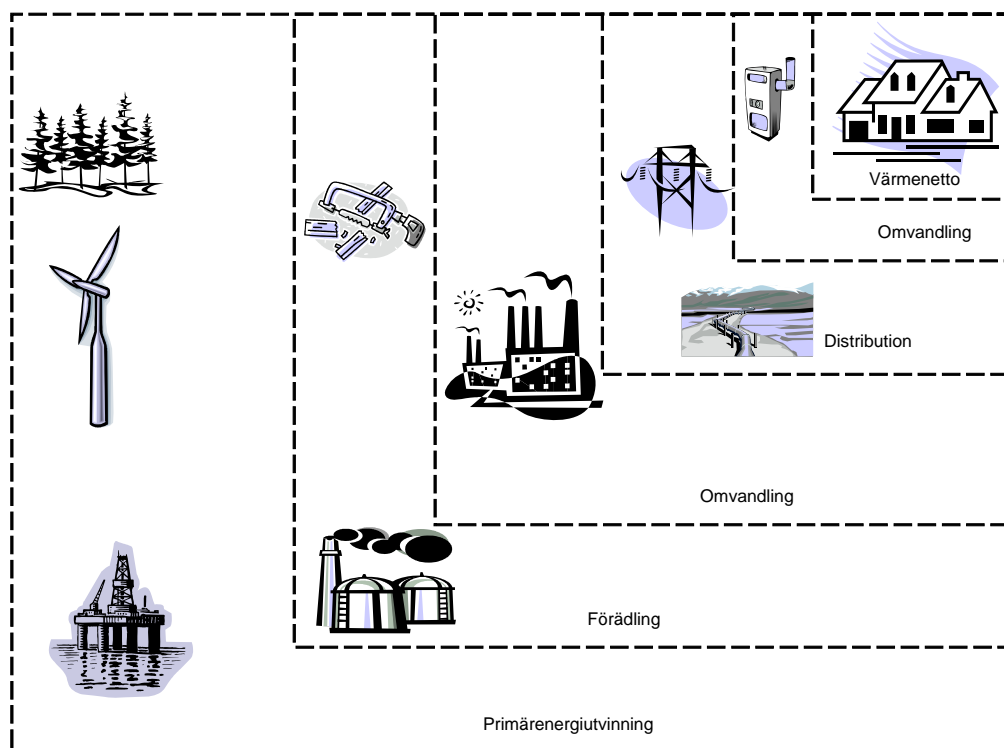 Värmenetto
Omvandling
Distribution
Omvandling
Förädling
Primärenergiutvinning